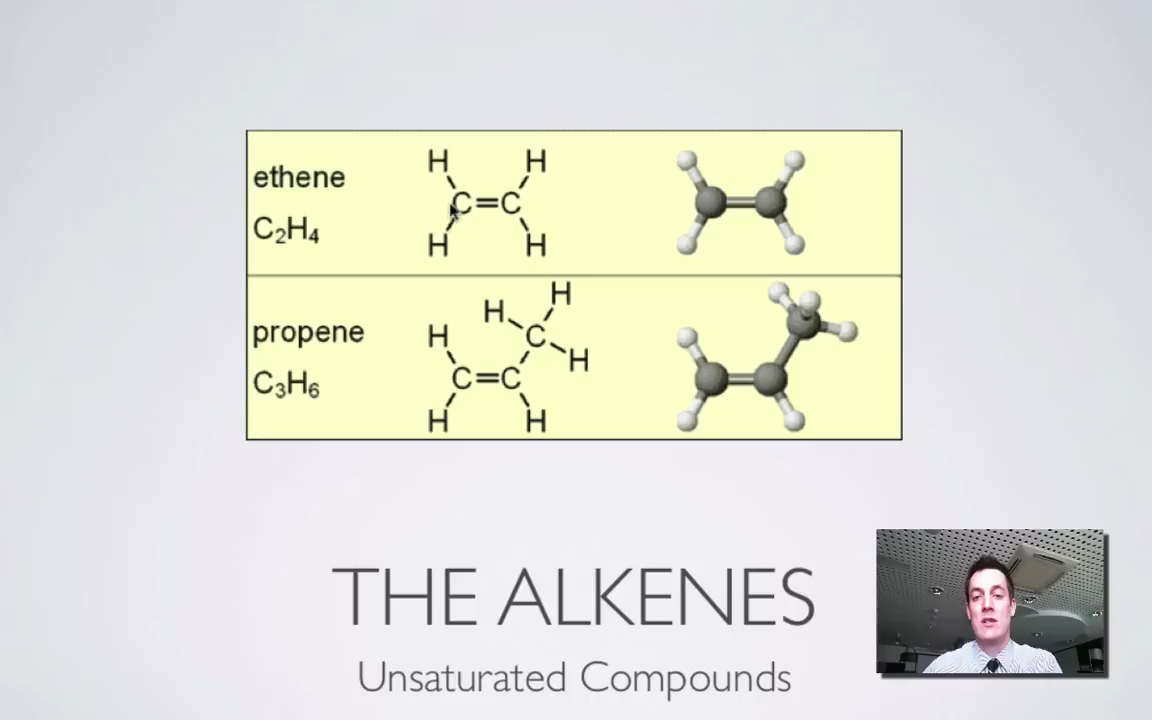 ethene
C₂H₄
H H
C=C
H H
propene
C₃H₆
H
H
H C
H
C=C
H H
THE ALKENES
Unsaturated Compounds